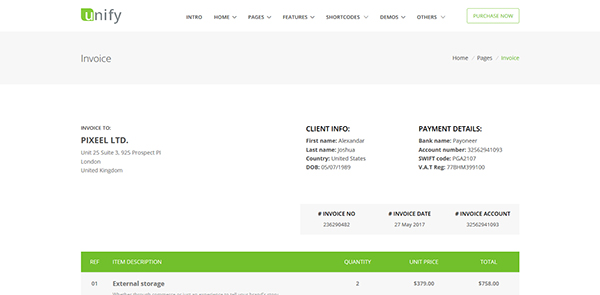 unify
INTRO HOME PAGES FEATURES SHORTCODES DEMOS OTHERS PURCHASE NOW
Invoice
Home / Pages / Invoice
INVOICE TO:
PIXEEL LTD.
Unit 25 Suite 3, 925 Prospect Pl
London
United Kingdom
CLIENT INFO:
First name: Alexandar
Last name: Joshua
Country: United States
DOB: 05/07/1989
PAYMENT DETAILS:
Bank name: Payoneer
Account number: 32562941093
SWIFT code: PGA2107
V.A.T Reg: 77BHM399100
# INVOICE NO # INVOICE DATE # INVOICE ACCOUNT
236290482 27 May 2017 32562941093
REF ITEM DESCRIPTION QUANTITY UNIT PRICE TOTAL
01 External storage 2 $379.00 $758.00